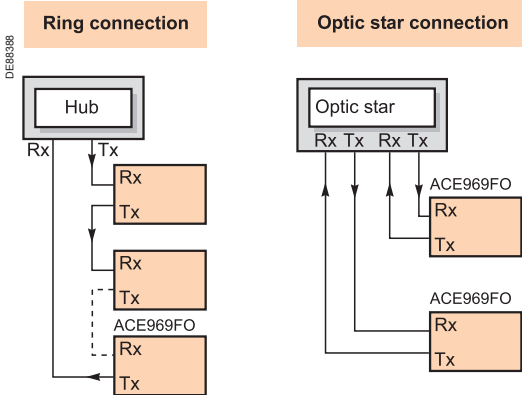 Ring connection
DE88388
Hub
Rx Tx
Rx
Tx
Rx
Tx
ACE969FO
Rx
Tx
Optic star connection
Optic star
Rx Tx Rx Tx
ACE969FO
Rx
Tx
ACE969FO
Rx
Tx